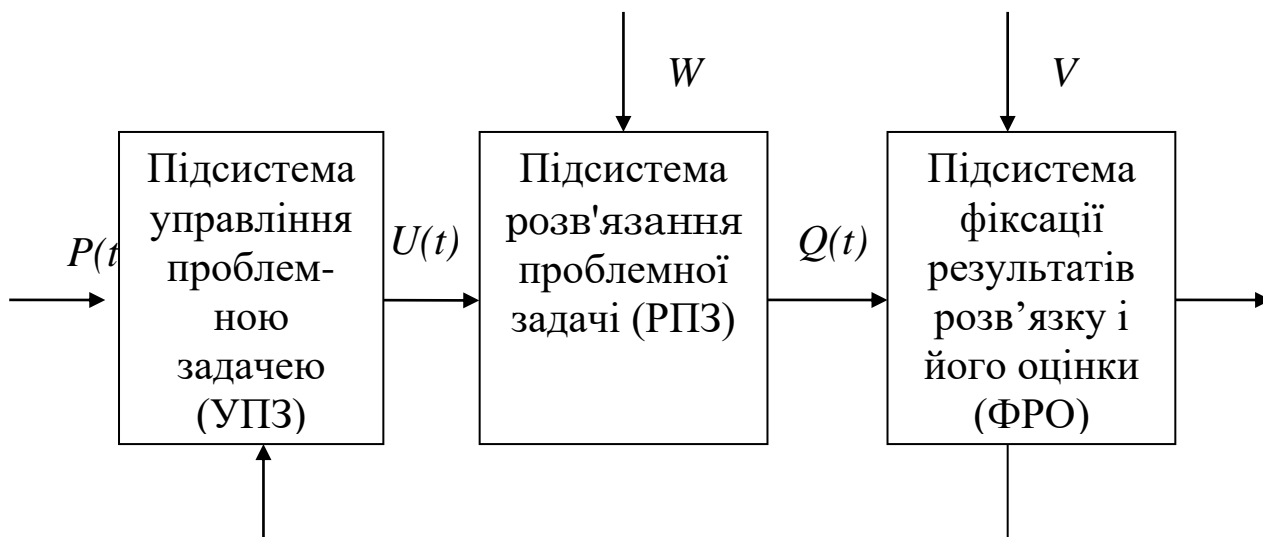 W
V
P(t
Підсистема
управління
проблем-
ною
задачею
(УПЗ)
U(t)
Підсистема
розв'язання
проблемної
задачі (РПЗ)
Q(t)
Підсистема
фіксації
результатів
розв’язку і
його оцінки
(ФРО)